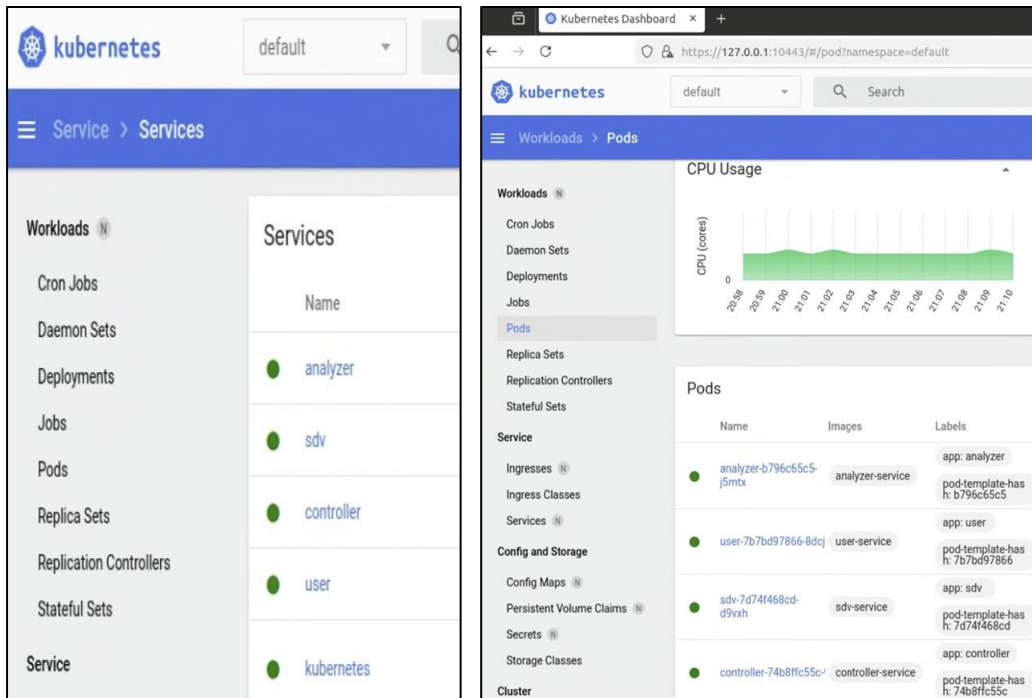 kubernetes
default
Service > Services
Workloads N
Cron Jobs
Daemon Sets
Deployments
Jobs
Pods
Replica Sets
Replication Controllers
Stateful Sets
Service
Services
Name
analyzer
sdv
controller
user
kubernetes
Kubernetes Dashboard × +
https://127.0.0.1:10443/#/pod?namespace=default
kubernetes
default
Search
Workloads > Pods
Workloads N
Cron Jobs
Daemon Sets
Deployments
Jobs
Pods
Replica Sets
Replication Controllers
Stateful Sets
Service
Ingresses N
Ingress Classes
Services N
Config and Storage
Config Maps N
Persistent Volume Claims N
Secrets N
Storage Classes
Cluster
CPU Usage
CPU (cores)
0
20:58 20:59 21:00 21:01 21:02 21:03 21:04 21:05 21:06 21:07 21:08 21:09 21:10
Pods
Name Images Labels
analyzer-b796c65c5-
j5mtx
analyzer-service
app: analyzer
pod-template-has
h: b796c65c5
user-7b7bd97866-8dcj
user-service
app: user
pod-template-has
h: 7b7bd97866
sdv-7d74f468cd-
d9vxh
sdv-service
app: sdv
pod-template-has
h: 7d74f468cd
controller-74b8ffc55c-
controller-service
app: controller
pod-template-has
h: 74b8ffc55c